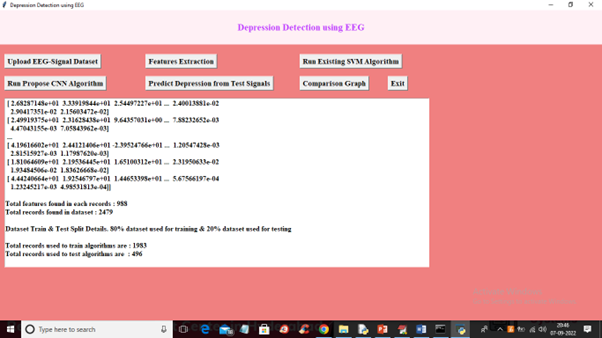 Depression Detection using EEG
Depression Detection using EEG
Upload EEG-Signal Dataset
Features Extraction
Run Existing SVM Algorithm
Run Propose CNN Algorithm
Predict Depression from Test Signals
Comparison Graph
Exit
[ 2.68287148e+01 3.33919844e+01 2.54497227e+01 ... 2.40013881e-02
2.90417351e-02 2.15603472e-02]
[ 2.49919375e+01 2.31628438e+01 9.64357031e+00 ... 7.88232652e-03
4.47043155e-03 7.05843962e-03]
...
[ 4.19616602e+01 2.44121406e+01 -2.39524766e+01 ... 1.20547428e-03
2.81515927e-03 1.17987620e-03]
[ 1.81064609e+01 2.19536445e+01 1.65100312e+01 ... 2.31950633e-02
1.93484506e-02 1.83626668e-02]
[ 4.44240664e+01 1.92546797e+01 1.44653398e+01 ... 5.67566197e-04
1.23245217e-03 4.98531813e-04]]
Total features found in each records : 988
Total records found in dataset : 2479
Dataset Train & Test Split Details. 80% dataset used for training & 20% dataset used for testing
Total records used to train algorithms are : 1983
Total records used to test algorithms are : 496
Type here to search
20:46
07-09-2022